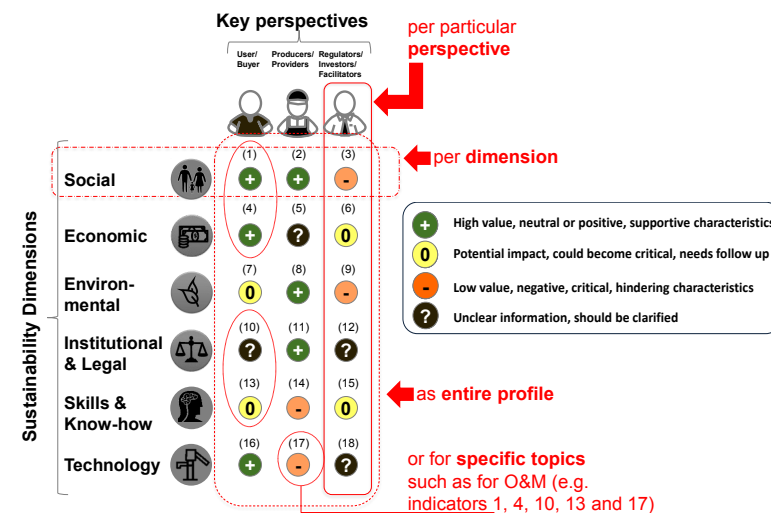 Key perspectives
User/
Buyer
Producers/
Providers
Regulators/
Investors/
Facilitators
per particular
perspective
Sustainability Dimensions
(1) (2) (3)
Social + + -
per dimension
(4) (5) (6)
Economic + ? 0
(7) (8) (9)
Environ-
mental 0 + -
(10) (11) (12)
Institutional
& Legal ? + ?
(13) (14) (15)
Skills &
Know-how 0 - 0
(16) (17) (18)
Technology + - ?
+ High value, neutral or positive, supportive characteristics
0 Potential impact, could become critical, needs follow up
- Low value, negative, critical, hindering characteristics
? Unclear information, should be clarified
as entire profile
or for specific topics
such as for O&M (e.g.
indicators 1, 4, 10, 13 and 17)